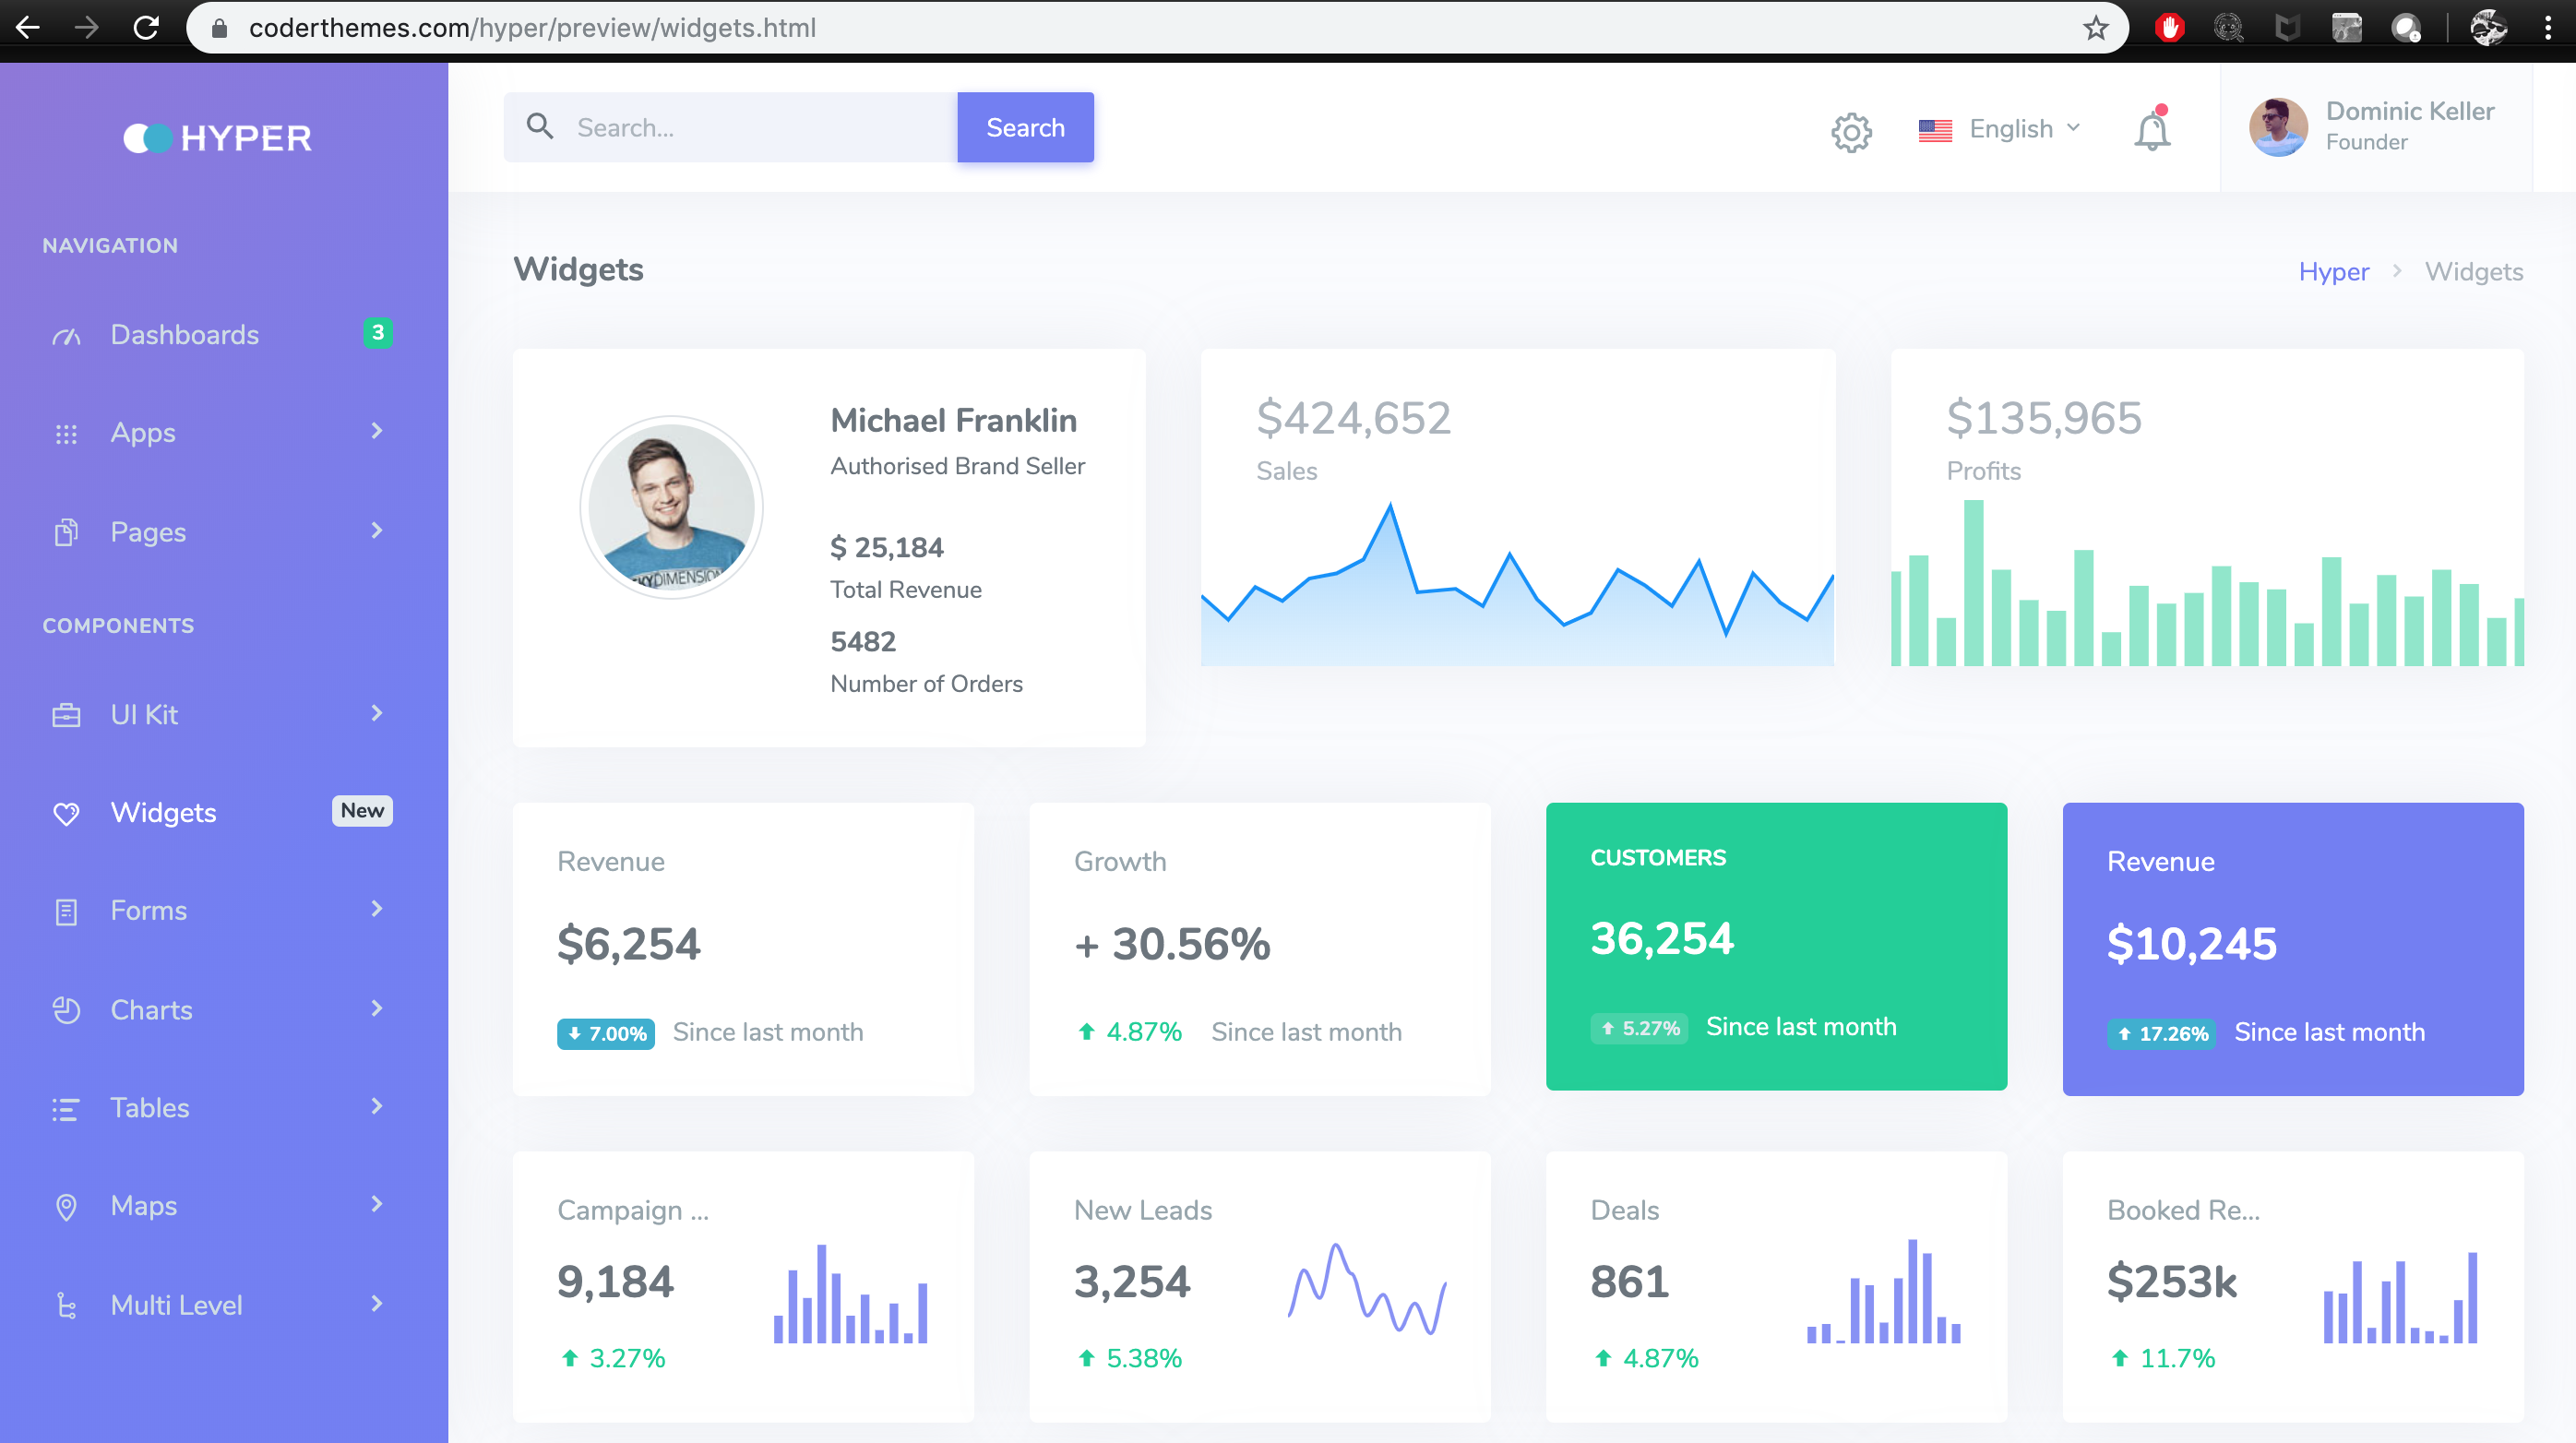 coderthemes.com/hyper/preview/widgets.html
HYPER
Search...
Search
English
Dominic Keller
Founder
NAVIGATION
Dashboards 3
Apps
Pages
COMPONENTS
UI Kit
Widgets New
Forms
Charts
Tables
Maps
Multi Level
Widgets
Hyper > Widgets
Michael Franklin
Authorised Brand Seller
$ 25,184
Total Revenue
5482
Number of Orders
KYDIMENSION
$424,652
Sales
$135,965
Profits
Revenue
$6,254
7.00% Since last month
Growth
+ 30.56%
4.87% Since last month
CUSTOMERS
36,254
5.27% Since last month
Revenue
$10,245
17.26% Since last month
Campaign ...
9,184
3.27%
New Leads
3,254
5.38%
Deals
861
4.87%
Booked Re...
$253k
11.7%